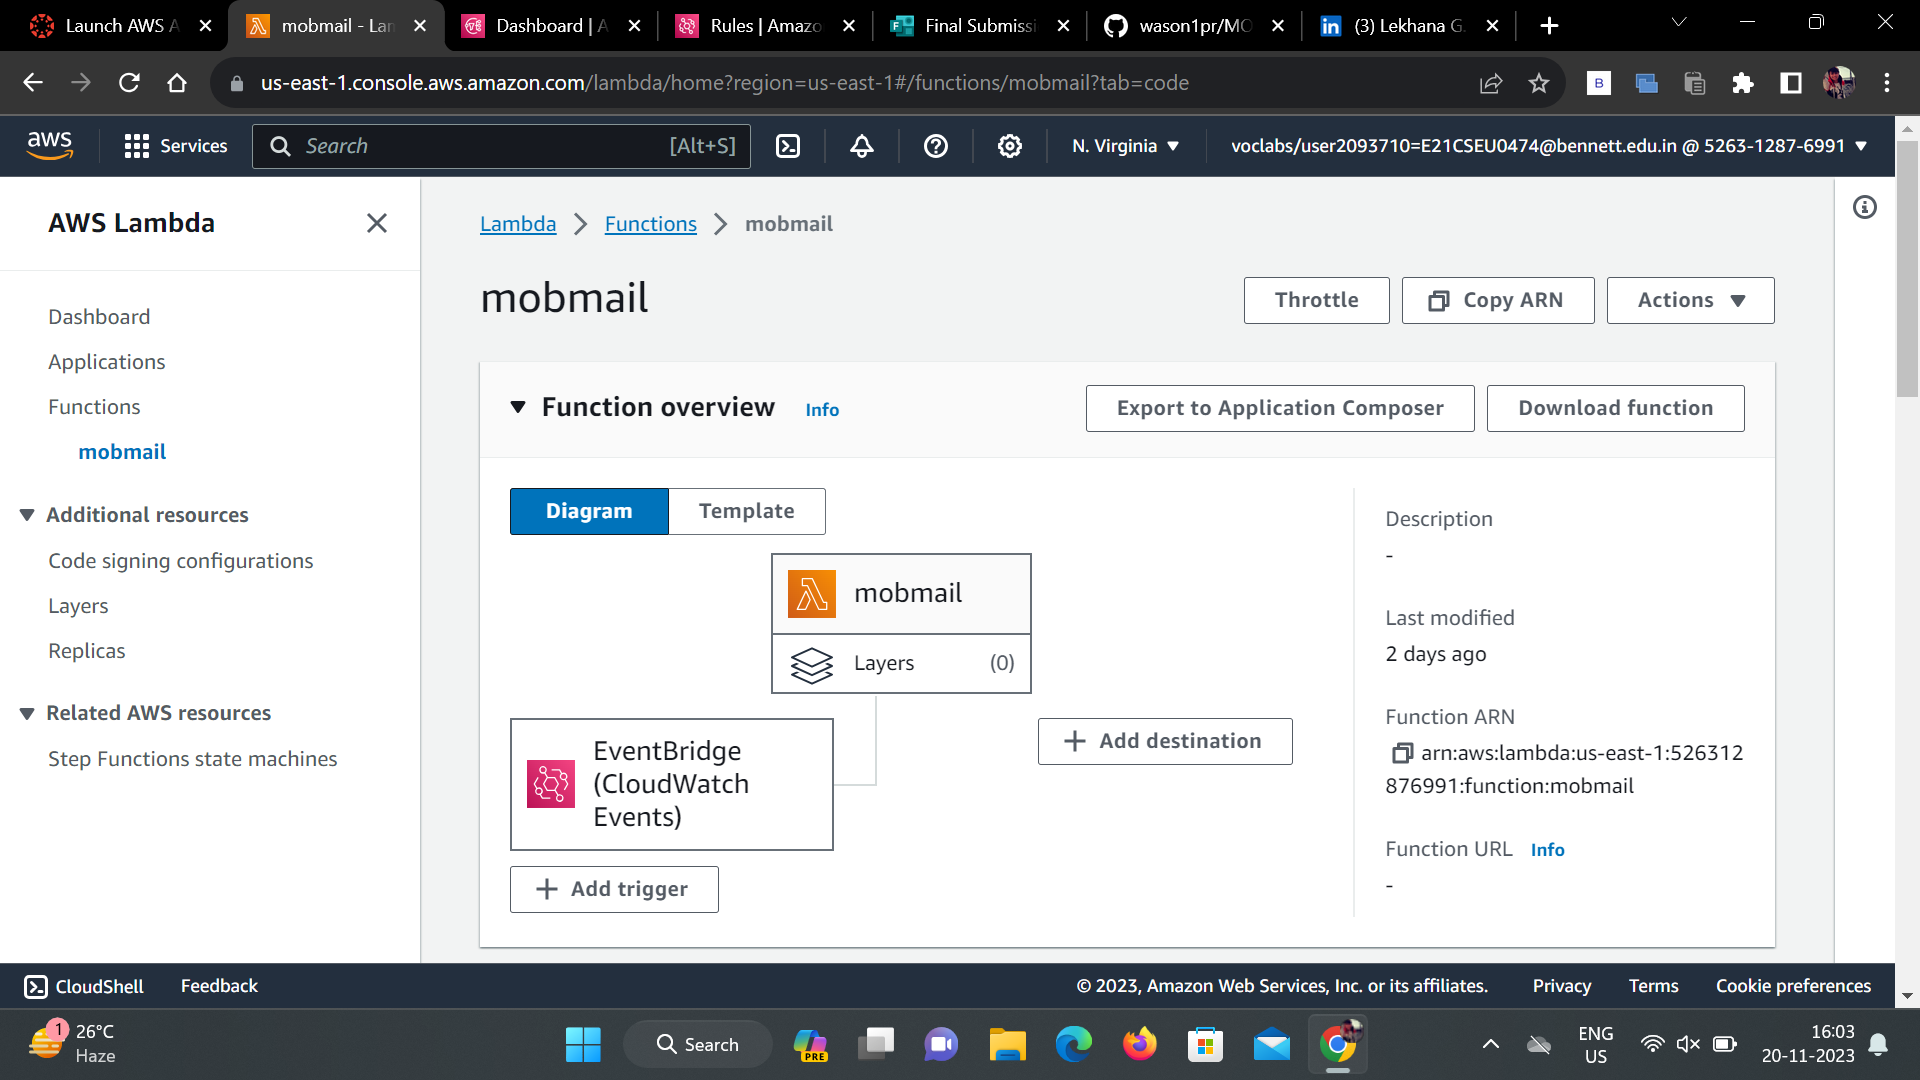 Launch AWS A
mobmail - Lan
Dashboard | A
Rules | Amazo
Final Submissi
wason1pr/MO
(3) Lekhana G.
us-east-1.console.aws.amazon.com/lambda/home?region=us-east-1#/functions/mobmail?tab=code
B
aws
Services
Search
[Alt+S]
N. Virginia
voclabs/user2093710=E21CSEU0474@bennett.edu.in @ 5263-1287-6991
AWS Lambda
Dashboard
Applications
Functions
mobmail
Additional resources
Code signing configurations
Layers
Replicas
Related AWS resources
Step Functions state machines
Lambda
Functions
mobmail
mobmail
Throttle
Copy ARN
Actions
Function overview
Info
Export to Application Composer
Download function
Diagram
Template
mobmail
Layers
(0)
EventBridge
(CloudWatch
Events)
Add destination
Add trigger
Description
-
Last modified
2 days ago
Function ARN
arn:aws:lambda:us-east-1:526312
876991:function:mobmail
Function URL
Info
-
CloudShell
Feedback
© 2023, Amazon Web Services, Inc. or its affiliates.
Privacy
Terms
Cookie preferences
1
26°C
Haze
Search
PRE
ENG
US
16:03
20-11-2023